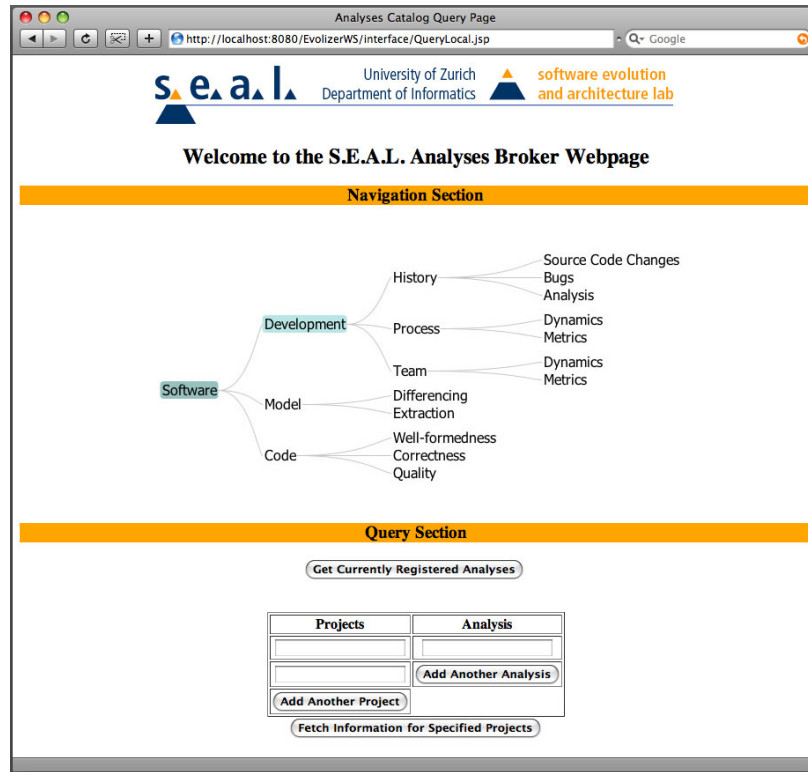 Analyses Catalog Query Page
http://localhost:8080/EvolizerWS/interface/QueryLocal.jsp
Google
s.e.a.l.
University of Zurich
Department of Informatics
software evolution
and architecture lab
Welcome to the S.E.A.L. Analyses Broker Webpage
Navigation Section
Source Code Changes
History
Bugs
Analysis
Development
Dynamics
Process
Metrics
Dynamics
Team
Metrics
Software
Differencing
Model
Extraction
Well-formedness
Code
Correctness
Quality
Query Section
Get Currently Registered Analyses
Projects Analysis
Add Another Analysis
Add Another Project
Fetch Information for Specified Projects